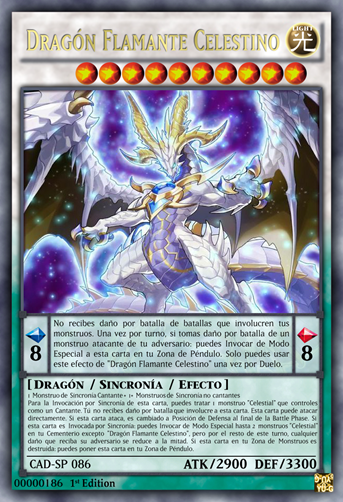 DRAGÓN FLAMANTE CELESTINO
LIGHT
光
No recibes daño por batalla de batallas que involucren tus
monstruos. Una vez por turno, si tomas daño por batalla de un
monstruo atacante de tu adversario: puedes Invocar de Modo
Especial a esta carta en tu Zona de Péndulo. Solo puedes usar
este efecto de "Dragón Flamante Celestino" una vez por Duelo.
8
8
[DRAGÓN / SINCRONÍA / EFECTO]
1 Monstruo de Sincronía Cantante + 1+ Monstruos de Sincronía no cantante
Para la Invocación por Sincronía de esta carta, puedes tratar 1 monstruo "Celestial" que controles
como un Cantante. Tú no recibes daño por batalla que involucre a esta carta. Esta carta puede atacar
directamente. Si esta carta ataca, es cambiado a Posición de Defensa al final de la Battle Phase. Si
esta carta es Invocada por Sincronía: puedes Invocar de Modo Especial hasta 2 monstruos "Celestial"
en tu Cementerio excepto "Dragón Celestino", pero por el resto de este turno, cualquier
daño que reciba su adversario se reduce a la mitad. Si esta carta en tu Zona de Monstruos es
destruida: puedes poner esta carta en tu Zona de Péndulo.
CAD-SP 086
ATK/2900 DEF/3300
00000186
1st Edition